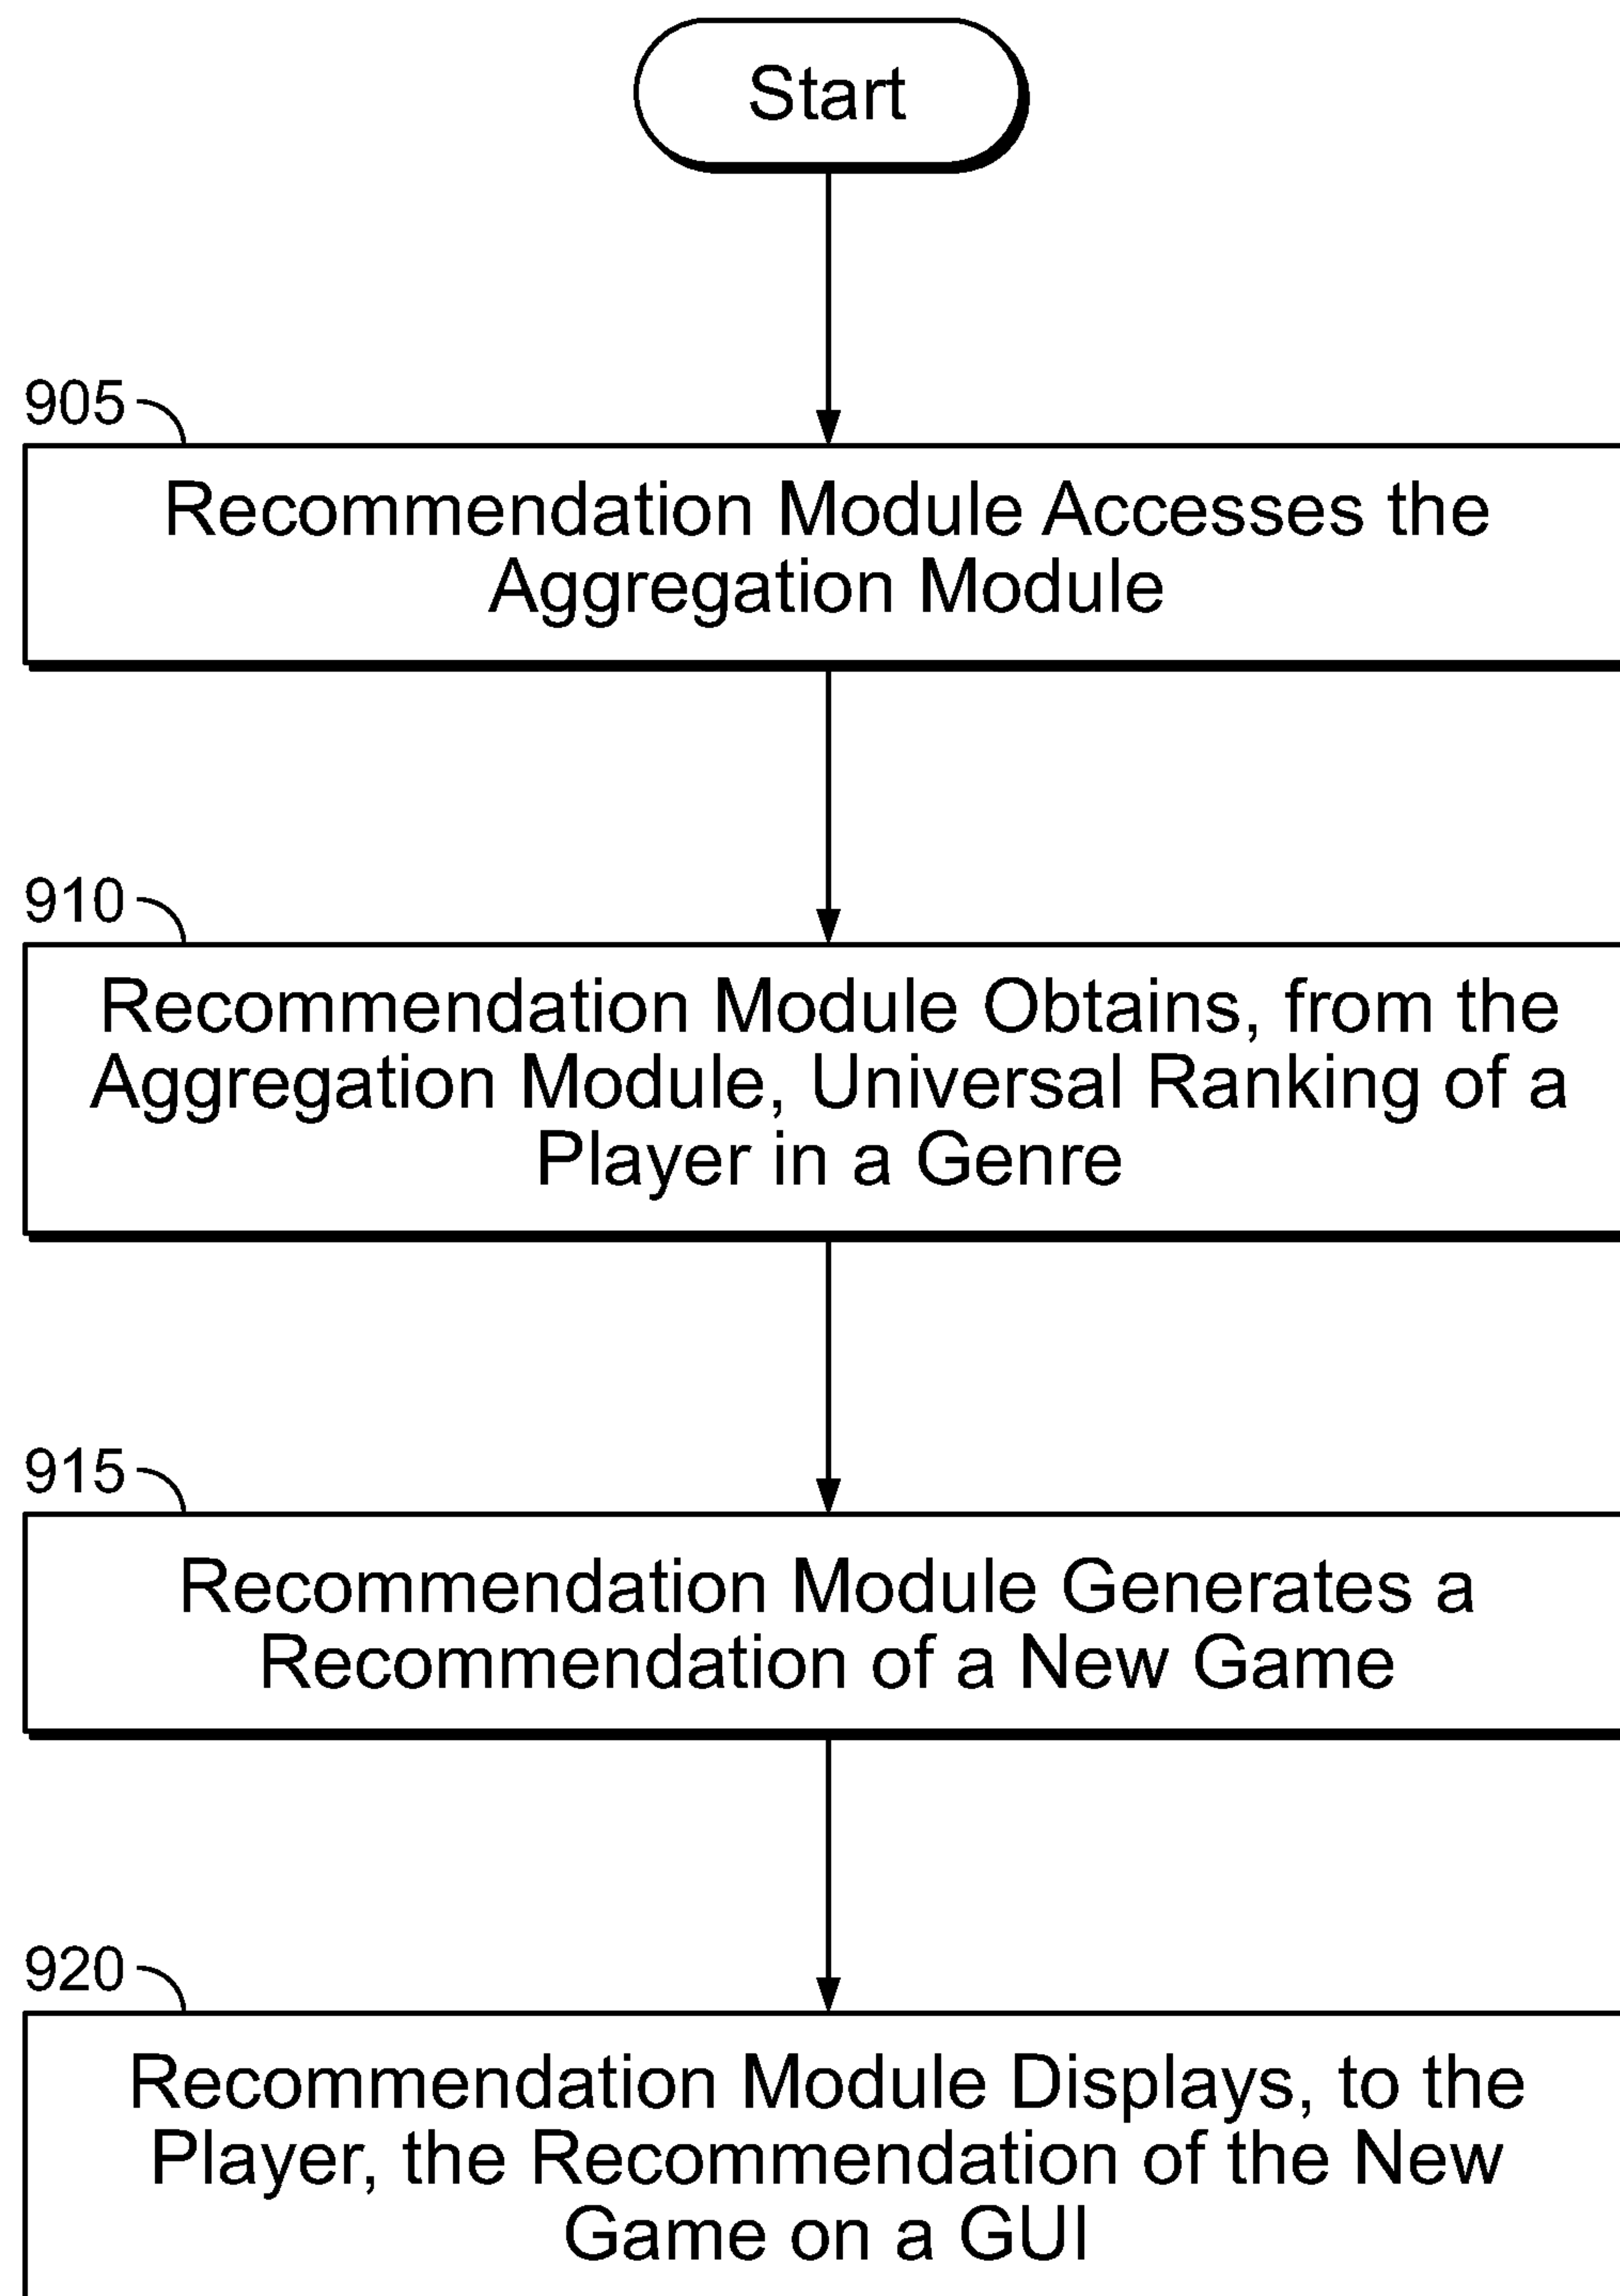 Start
905
Recommendation Module Accesses the
Aggregation Module
910
Recommendation Module Obtains, from the
Aggregation Module, Universal Ranking of a
Player in a Genre
915
Recommendation Module Generates a
Recommendation of a New Game
920
Recommendation Module Displays, to the
Player, the Recommendation of the New
Game on a GUI